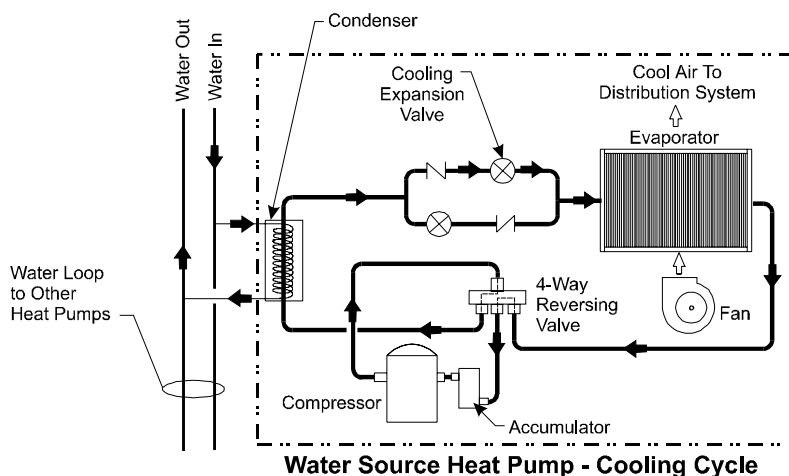 Condenser
Water Out
Water In
Cooling
Expansion
Valve
Cool Air To
Distribution System
Evaporator
Water Loop
to Other
Heat Pumps
4-Way
Reversing
Valve
Fan
Compressor
Accumulator
Water Source Heat Pump - Cooling Cycle